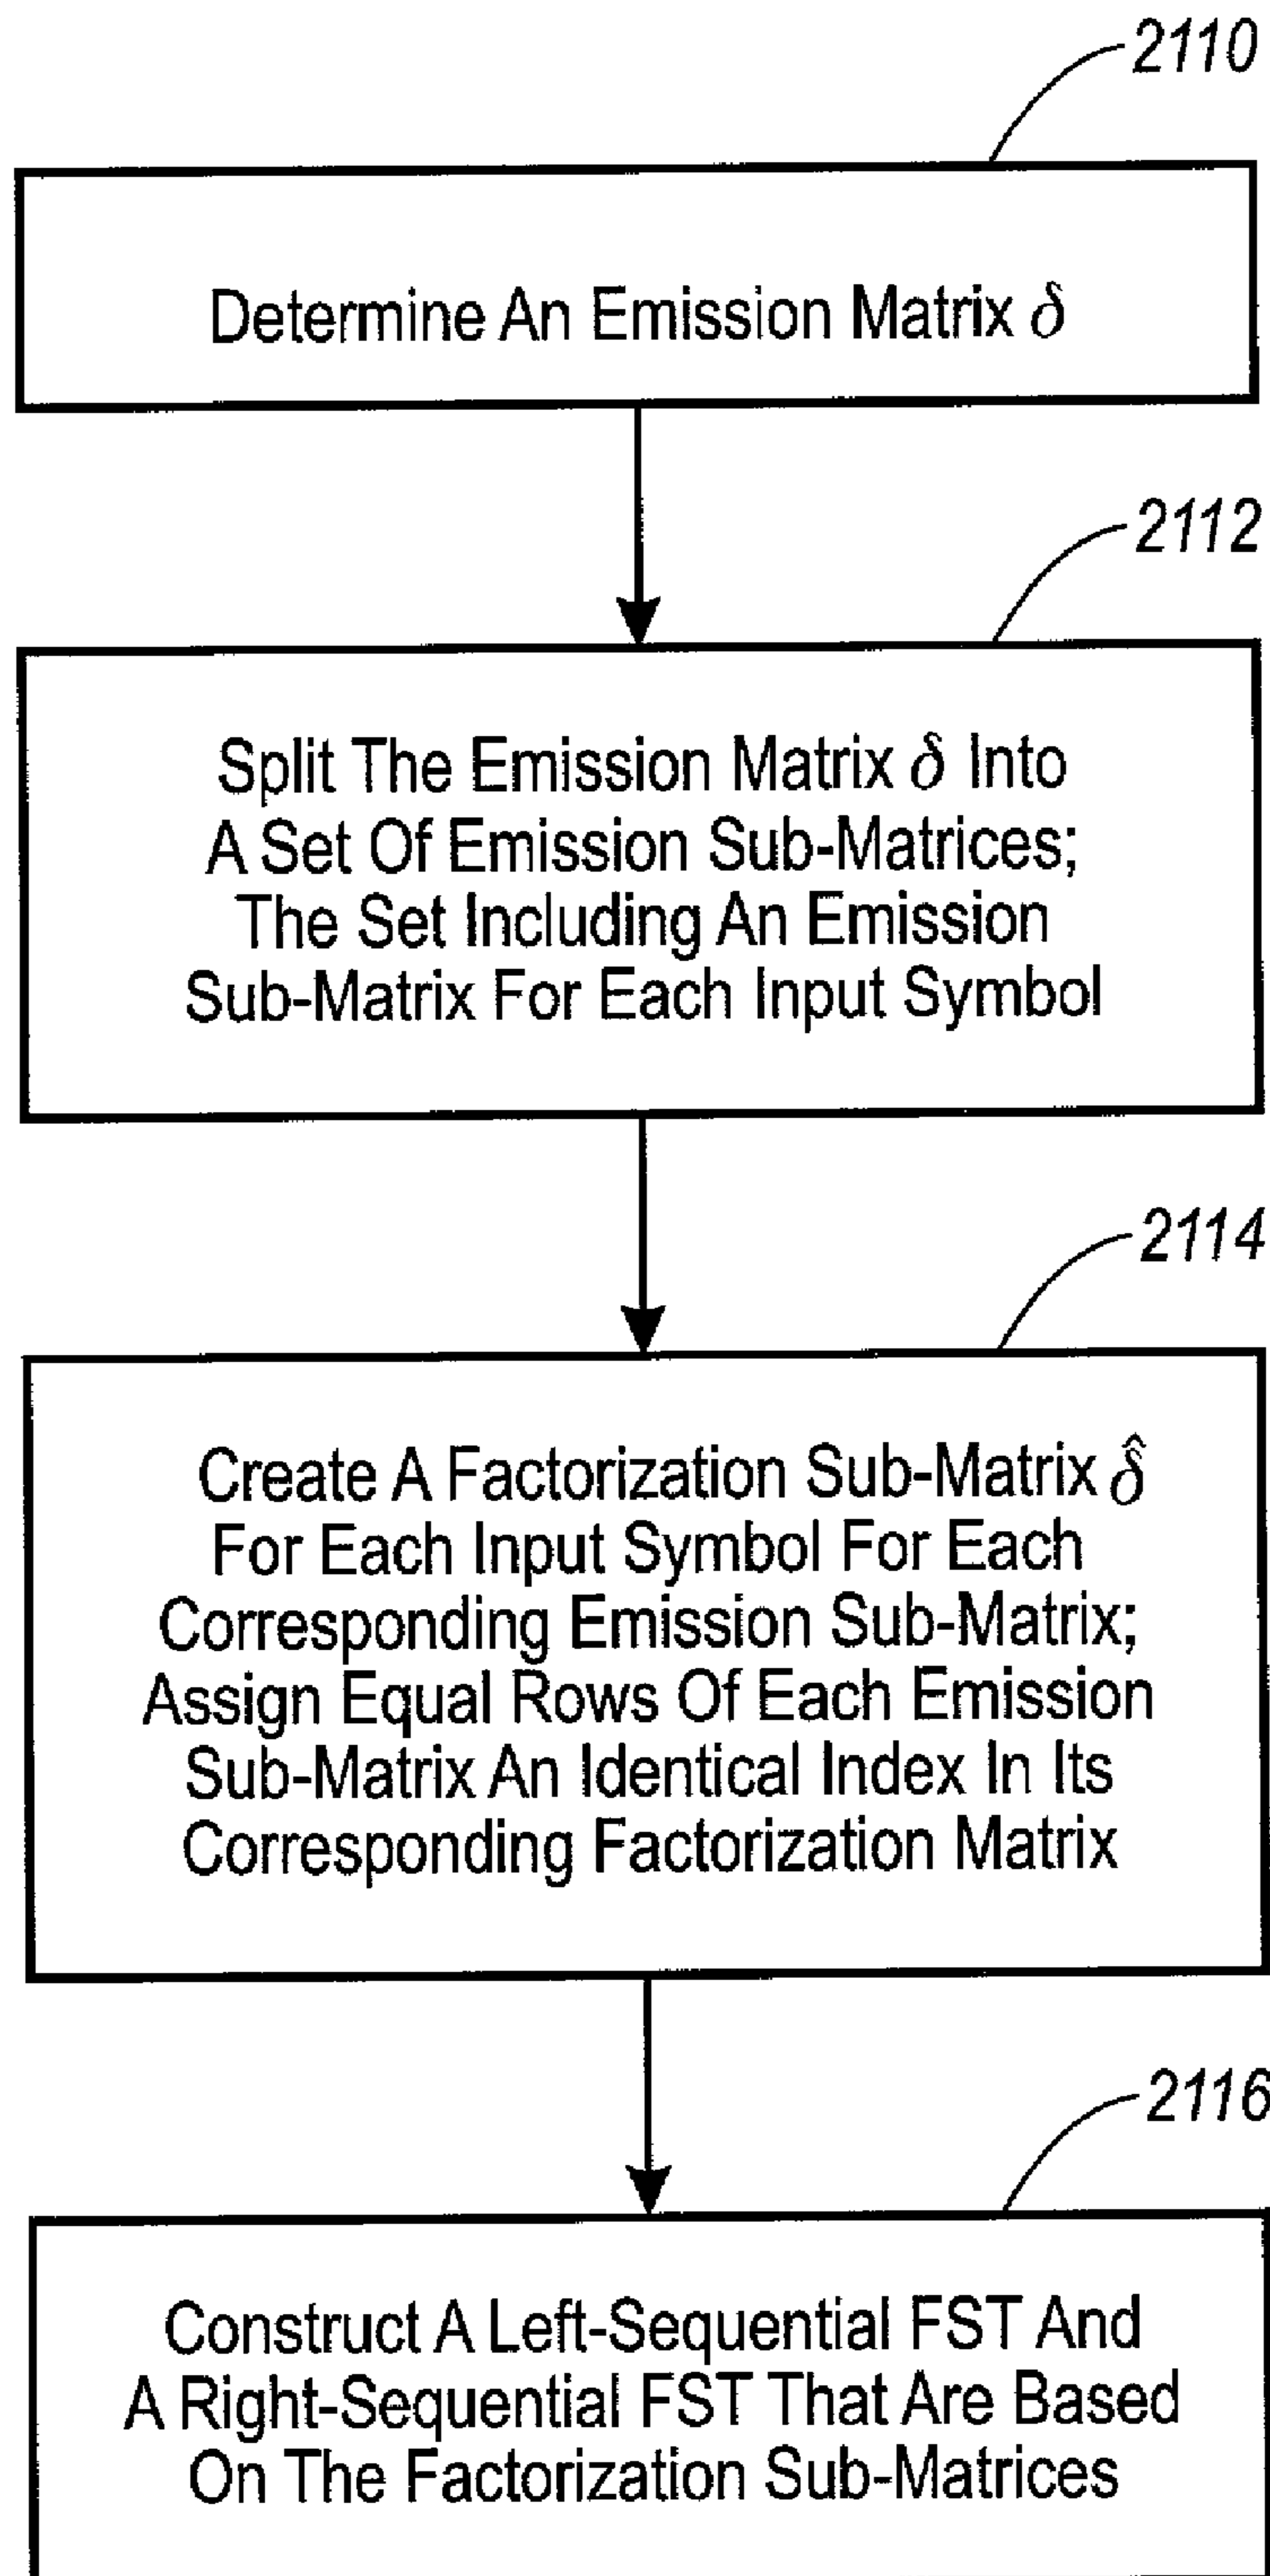 2110
Determine An Emission Matrix δ
2112
Split The Emission Matrix δ Into
A Set Of Emission Sub-Matrices;
The Set Including An Emission
Sub-Matrix For Each Input Symbol
2114
Create A Factorization Sub-Matrix δ̂
For Each Input Symbol For Each
Corresponding Emission Sub-Matrix;
Assign Equal Rows Of Each Emission
Sub-Matrix An Identical Index In Its
Corresponding Factorization Matrix
2116
Construct A Left-Sequential FST And
A Right-Sequential FST That Are Based
On The Factorization Sub-Matrices